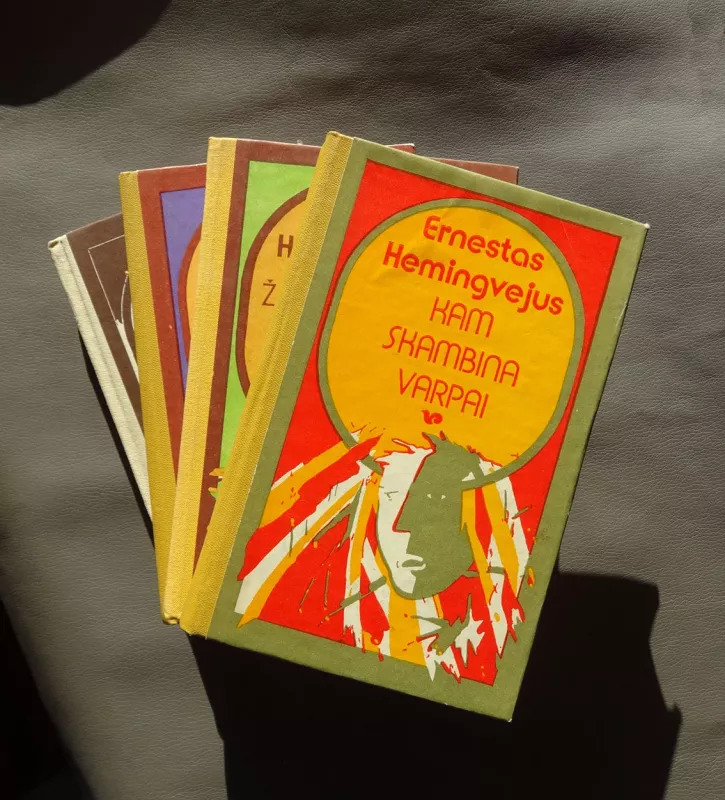 Ernestas
Hemingvejus
KAM
SKAMBINA
VARPAI
H
Ž